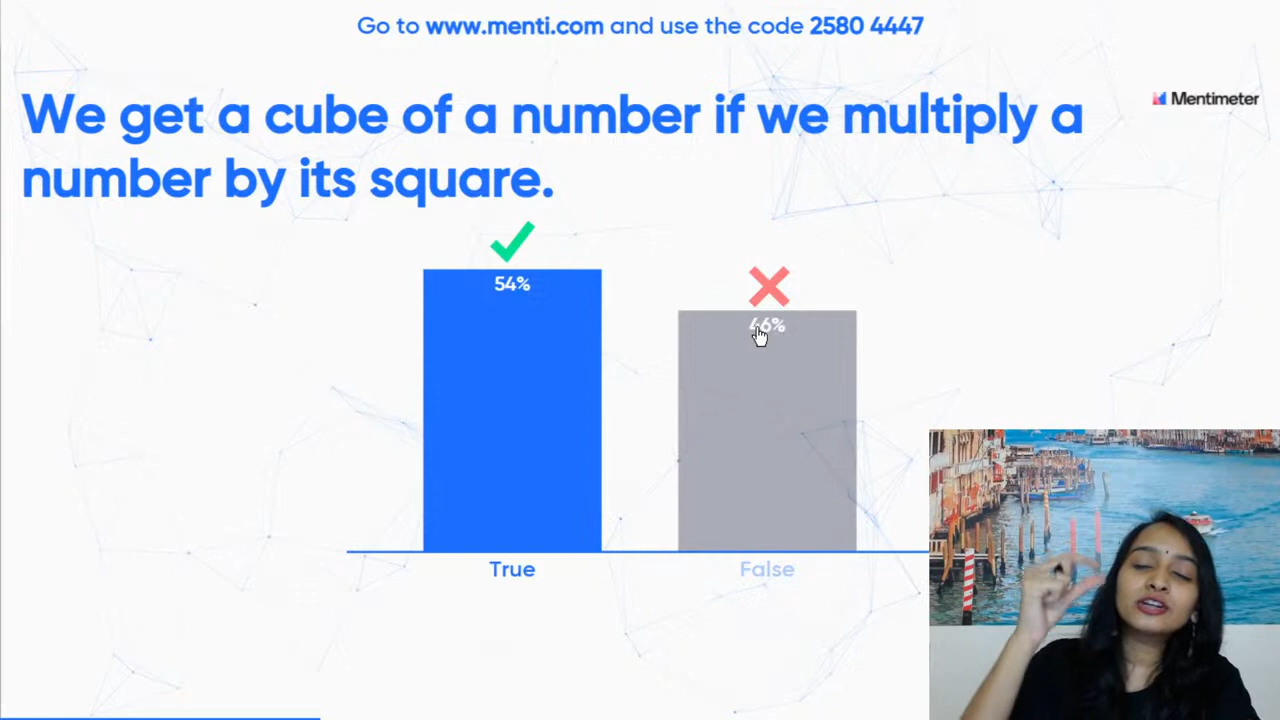 Go to www.menti.com and use the code 2580 4447
We get a cube of a number if we multiply a
number by its square.
Mentimeter
54%
46%
True
False